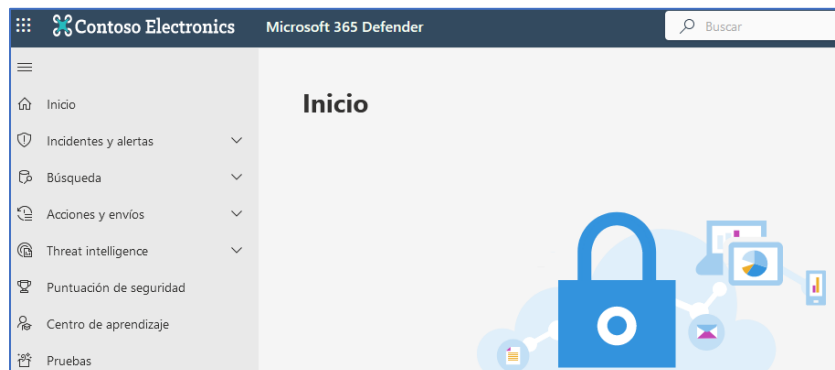 Contoso Electronics Microsoft 365 Defender Buscar
Inicio
Inicio
Incidentes y alertas
Búsqueda
Acciones y envíos
Threat intelligence
Puntuación de seguridad
Centro de aprendizaje
Pruebas